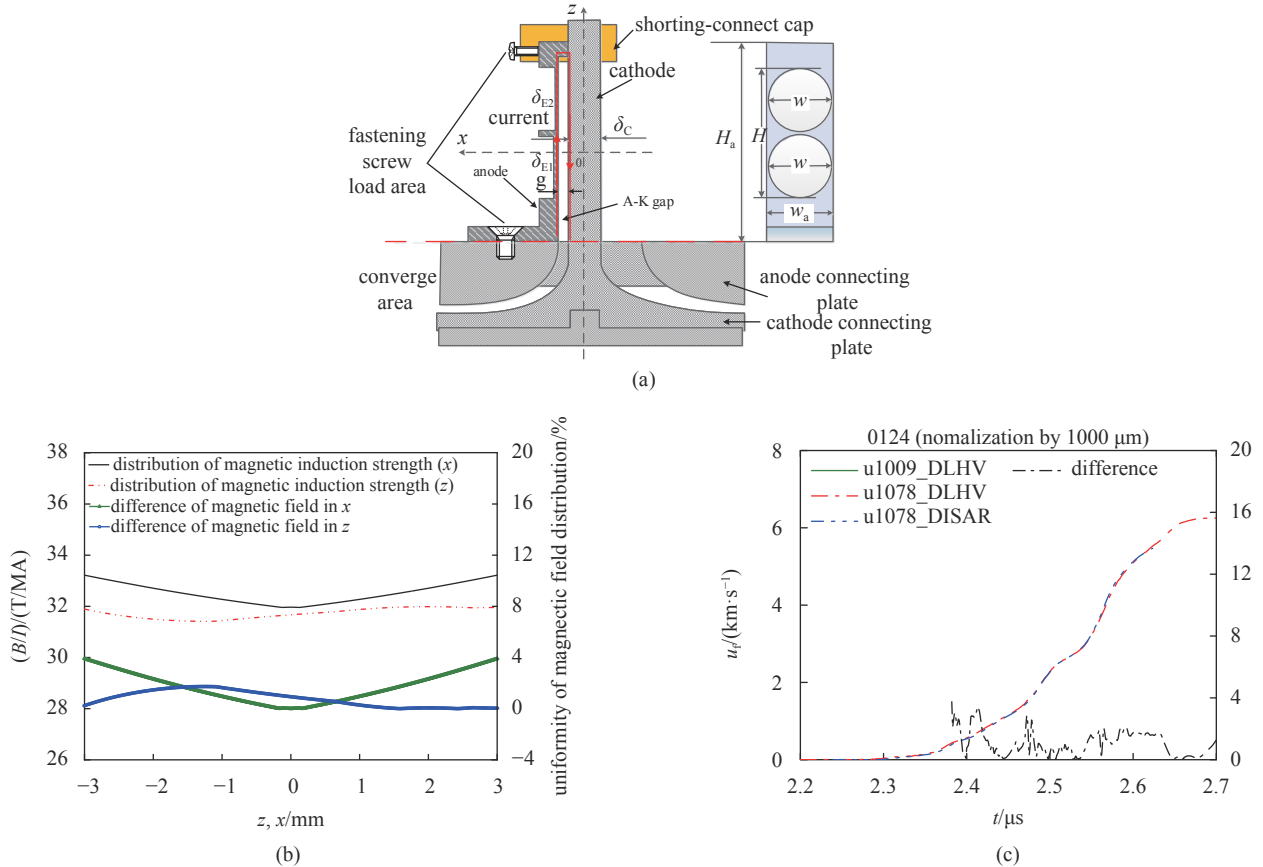 z
shorting-connect cap
cathode
δE2
current
δC
fastening
screw
load area
x
δE1
0
anode
g
A-K gap
Ha
H
w
w
wa
converge
area
anode connecting
plate
cathode connecting
plate
(a)
38
36
34
32
30
28
26
(B/I)/(T/MA)
distribution of magnetic induction strength (x)
distribution of magnetic induction strength (z)
difference of magnetic field in x
difference of magnetic field in z
20
16
12
8
4
0
−4
uniformity of magnectic field distribution/%
−3
−2
−1
0
1
2
3
z, x/mm
(b)
0124 (nomalization by 1000 μm)
u1009_DLHV
u1078_DLHV
u1078_DISAR
difference
8
6
4
2
0
uf/(km·s−1)
20
16
12
8
4
0
2.2
2.3
2.4
2.5
2.6
2.7
t/μs
(c)